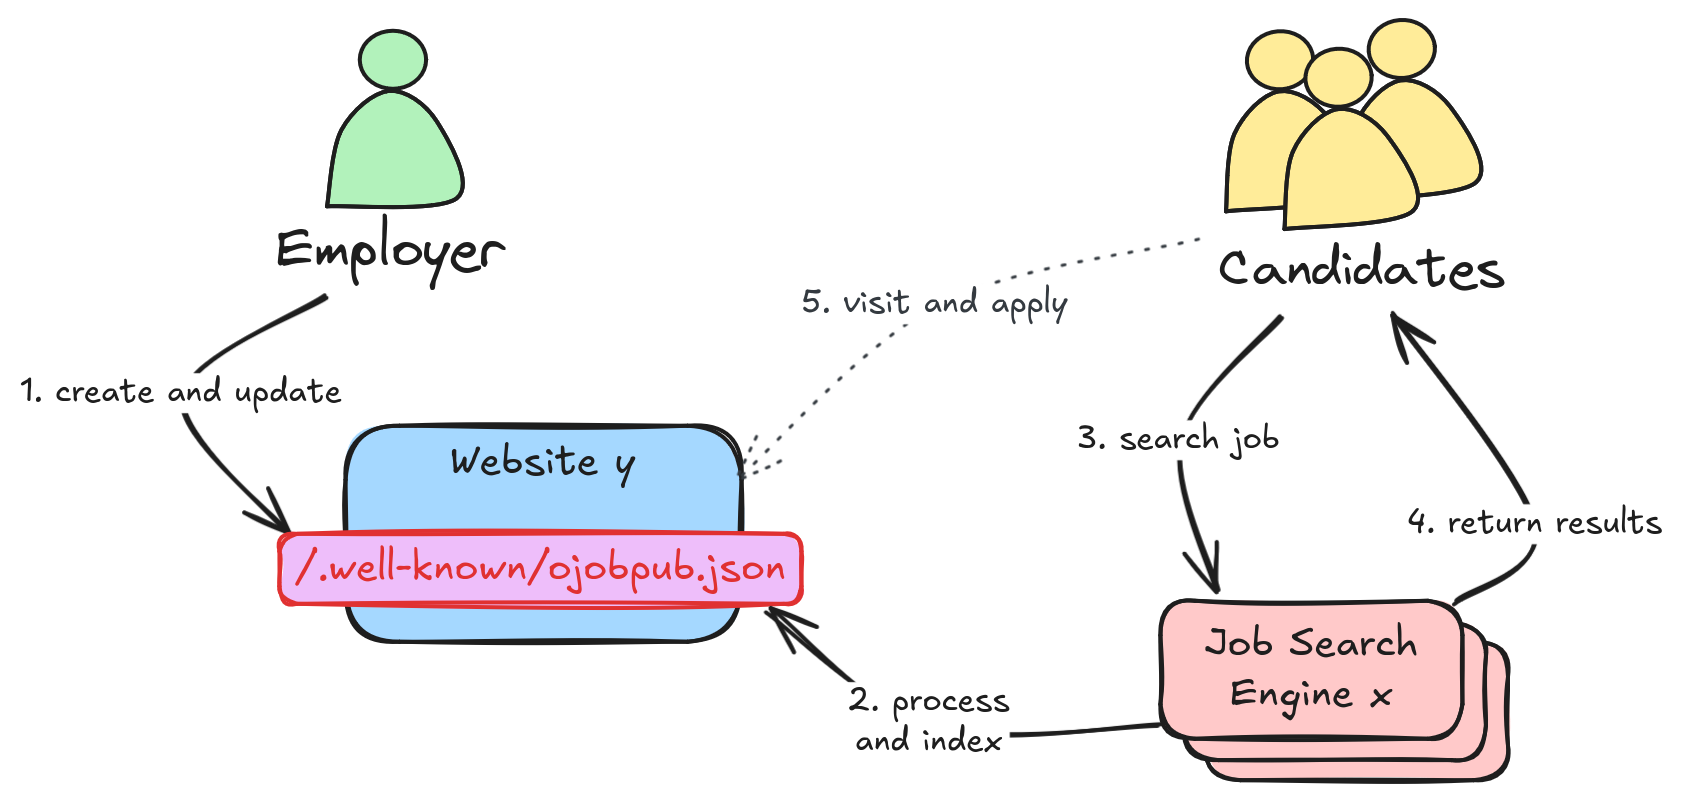 Employer
Candidates
5. visit and apply
1. create and update
3. search job
Website y
4. return results
/.well-known/ojobpub.json
Job Search
Engine x
2. process
and index